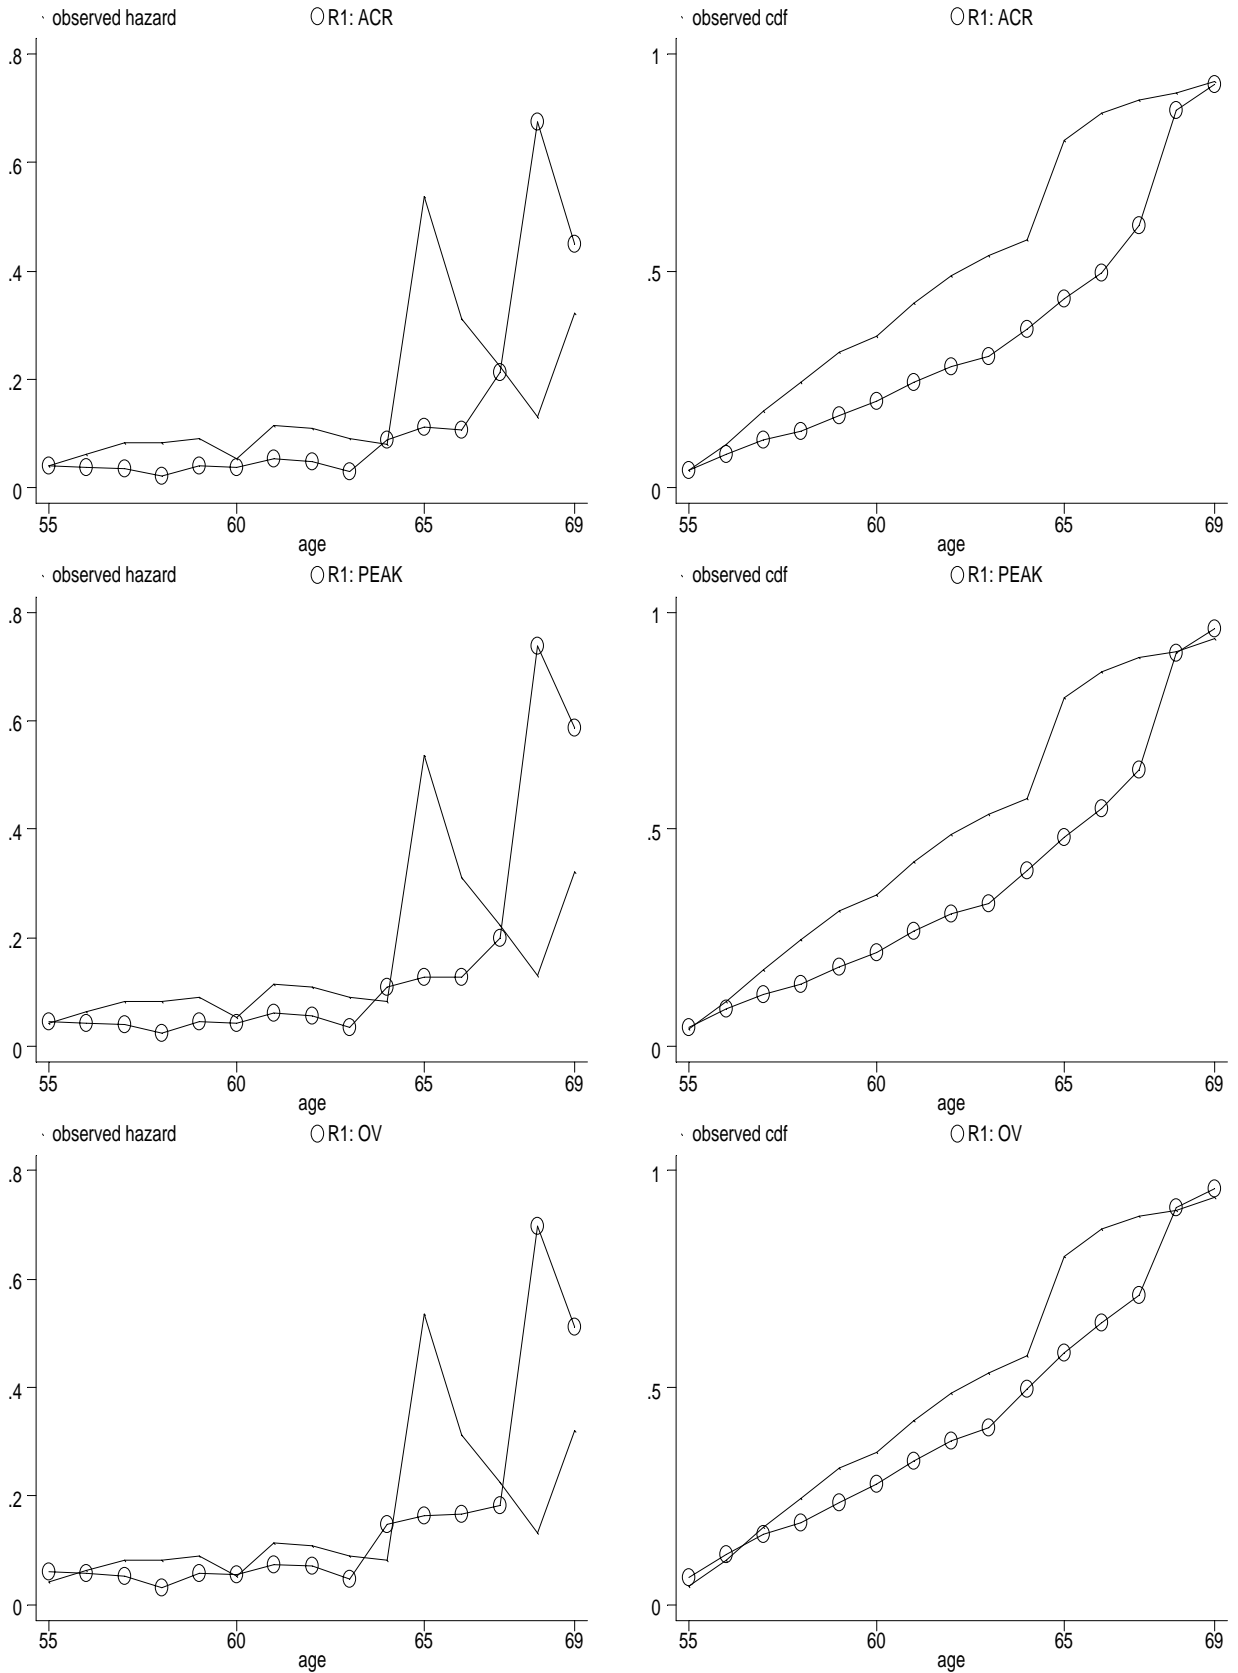 observed hazard R1: ACR
.8
.6
.4
.2
0
55 60 65 69
age
observed cdf R1: ACR
1
.5
0
55 60 65 69
age
observed hazard R1: PEAK
.8
.6
.4
.2
0
55 60 65 69
age
observed cdf R1: PEAK
1
.5
0
55 60 65 69
age
observed hazard R1: OV
.8
.6
.4
.2
0
55 60 65 69
age
observed cdf R1: OV
1
.5
0
55 60 65 69
age